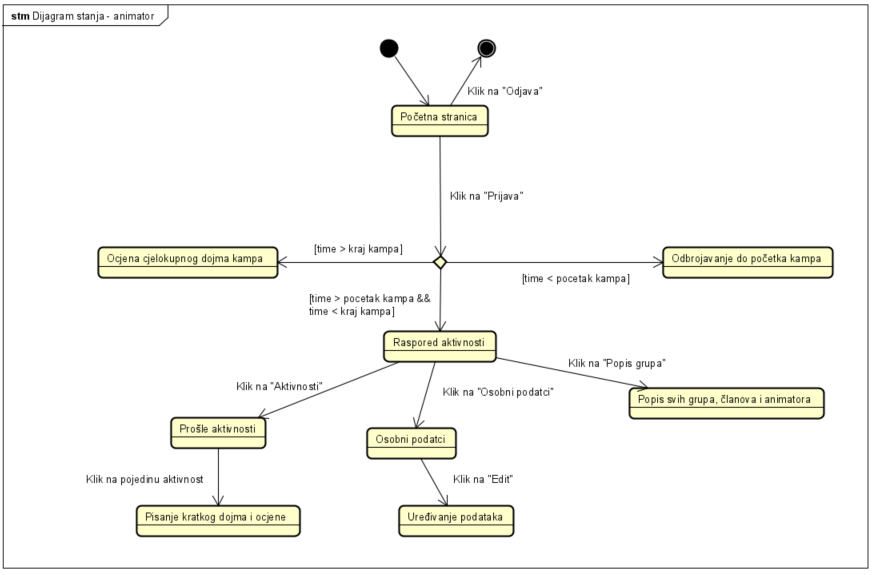 stm Dijagram stanja - animator
Klik na "Odjava"
Početna stranica
Klik na "Prijava"
[time > kraj kampa]
Ocjena cjelokupnog dojma kampa
Odbrojavanje do početka kampa
[time < pocetak kampa]
[time > pocetak kampa &&
time < kraj kampa]
Raspored aktivnosti
Klik na "Popis grupa"
Klik na "Aktivnosti"
Klik na "Osobni podatci"
Popis svih grupa, članova i animatora
Prošle aktivnosti
Osobni podatci
Klik na pojedinu aktivnost
Klik na "Edit"
Pisanje kratkog dojma i ocjene
Uređivanje podataka